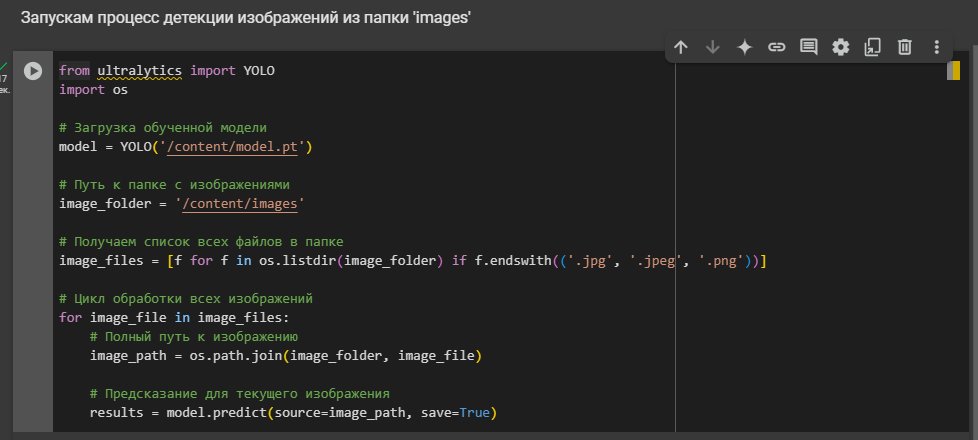 Запускам процесс детекции изображений из папки 'images'
17
ек.
from ultralytics import YOLO
import os
# Загрузка обученной модели
model = YOLO('/content/model.pt')
# Путь к папке с изображениями
image_folder = '/content/images'
# Получаем список всех файлов в папке
image_files = [f for f in os.listdir(image_folder) if f.endswith(('.jpg', '.jpeg', '.png'))]
# Цикл обработки всех изображений
for image_file in image_files:
    # Полный путь к изображению
    image_path = os.path.join(image_folder, image_file)
    # Предсказание для текущего изображения
    results = model.predict(source=image_path, save=True)